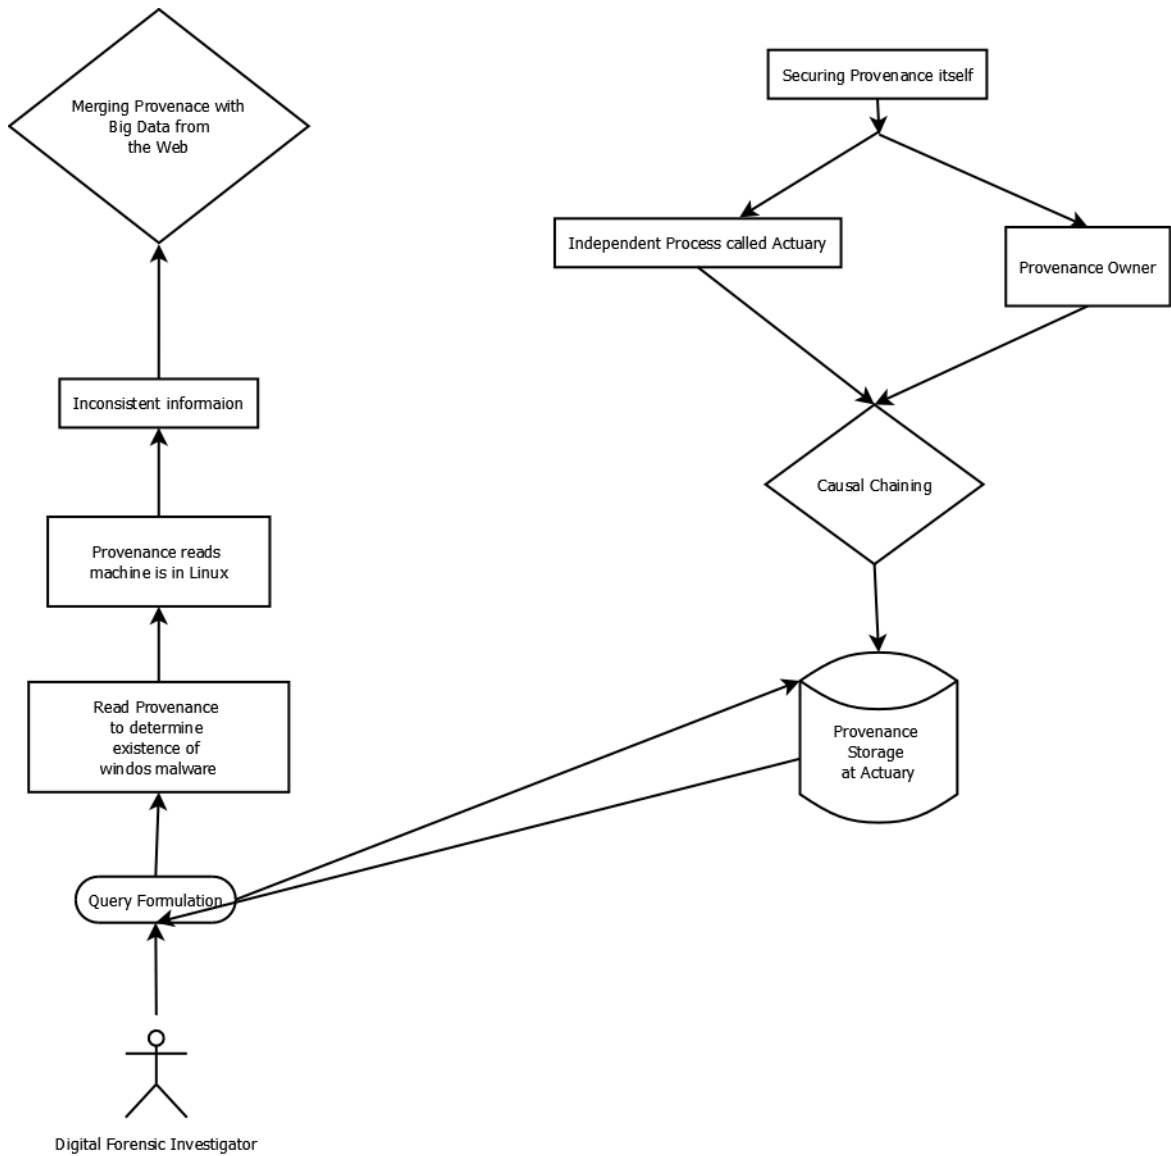 Merging Provenace with
Big Data from
the Web
Securing Provenance itself
Independent Process called Actuary
Provenance Owner
Inconsistent informaion
Causal Chaining
Provenance reads
machine is in Linux
Read Provenance
to determine
existence of
windos malware
Provenance
Storage
at Actuary
Query Formulation
Digital Forensic Investigator